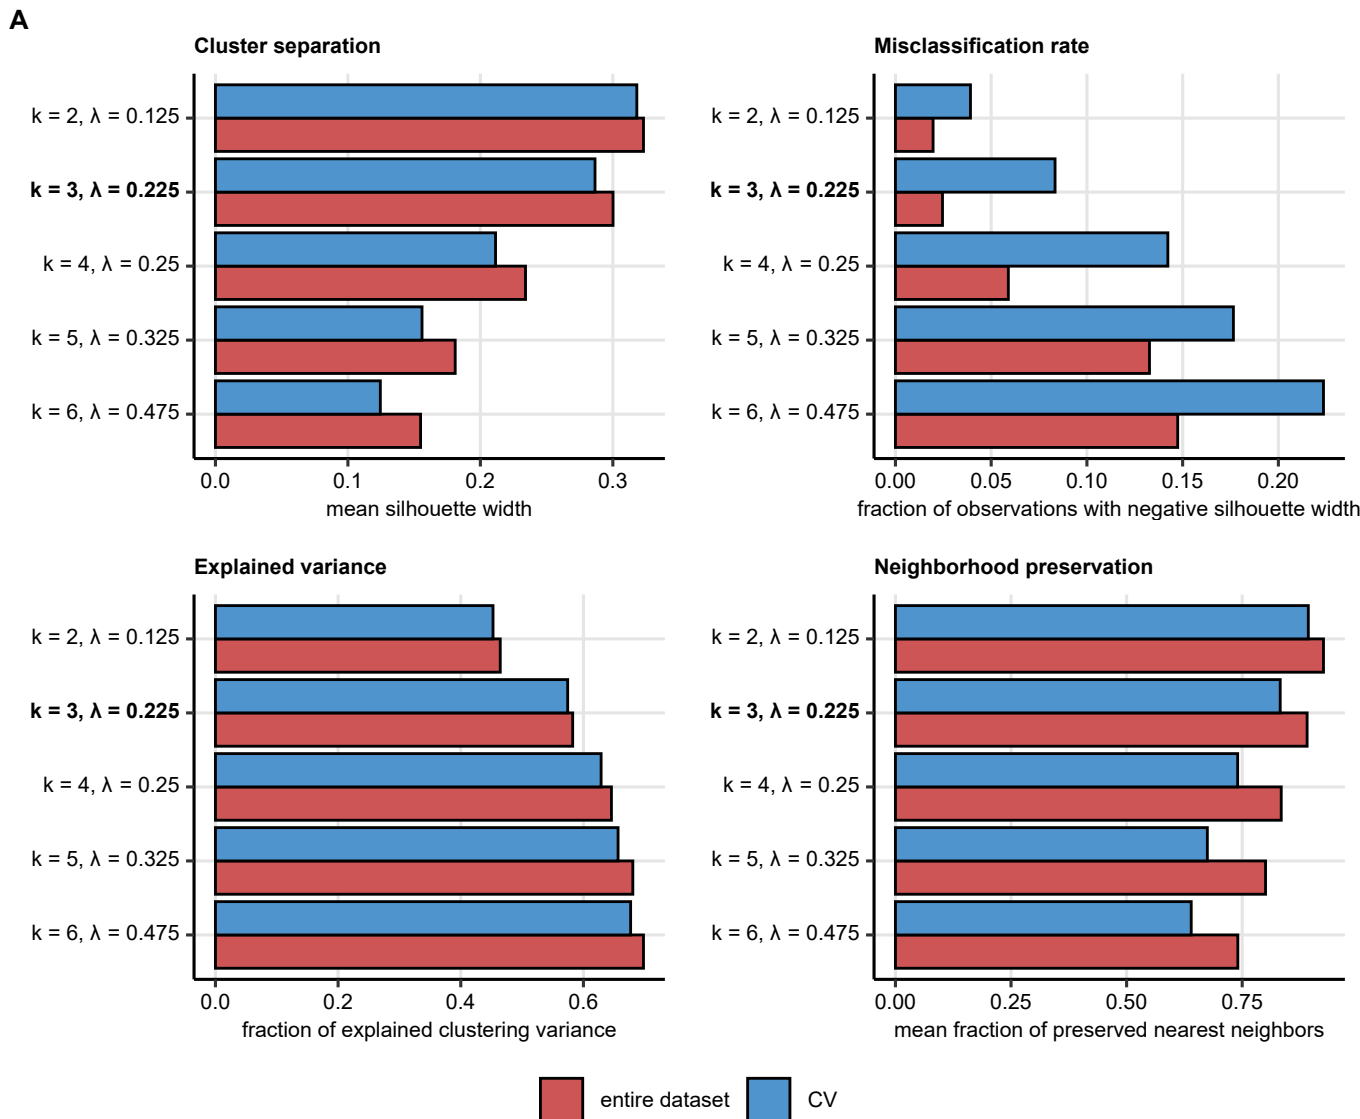 A
Cluster separation
k = 2, λ = 0.125
k = 3, λ = 0.225
k = 4, λ = 0.25
k = 5, λ = 0.325
k = 6, λ = 0.475
0.0 0.1 0.2 0.3
mean silhouette width
Misclassification rate
k = 2, λ = 0.125
k = 3, λ = 0.225
k = 4, λ = 0.25
k = 5, λ = 0.325
k = 6, λ = 0.475
0.00 0.05 0.10 0.15 0.20
fraction of observations with negative silhouette width
Explained variance
k = 2, λ = 0.125
k = 3, λ = 0.225
k = 4, λ = 0.25
k = 5, λ = 0.325
k = 6, λ = 0.475
0.0 0.2 0.4 0.6
fraction of explained clustering variance
Neighborhood preservation
k = 2, λ = 0.125
k = 3, λ = 0.225
k = 4, λ = 0.25
k = 5, λ = 0.325
k = 6, λ = 0.475
0.00 0.25 0.50 0.75
mean fraction of preserved nearest neighbors
entire dataset CV